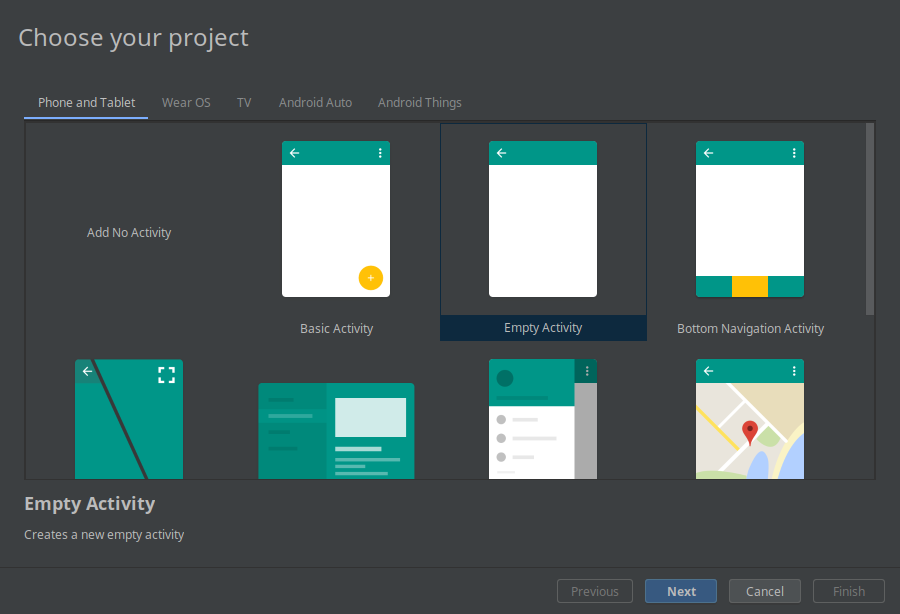 Choose your project
Phone and Tablet Wear OS TV Android Auto Android Things
Add No Activity
Basic Activity
Empty Activity
Bottom Navigation Activity
Empty Activity
Creates a new empty activity
Previous Next Cancel Finish